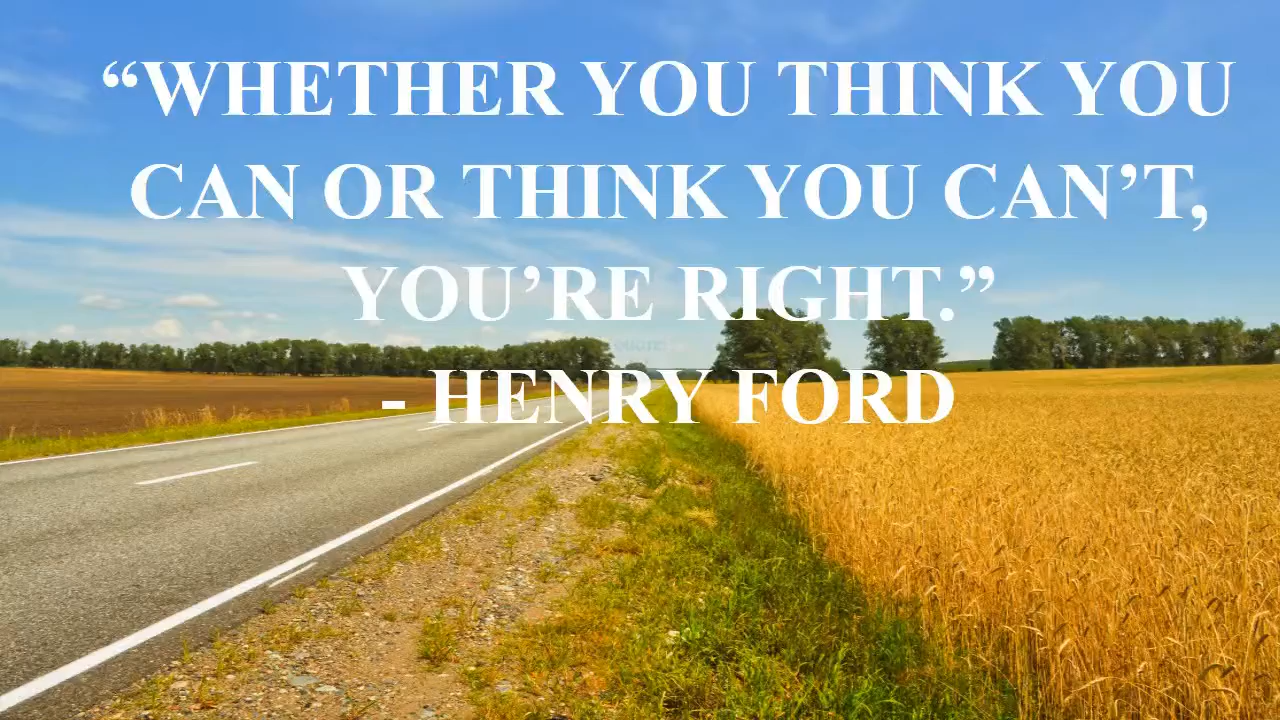 “WHETHER YOU THINK YOU
CAN OR THINK YOU CAN’T,
YOU’RE RIGHT.”
- HENRY FORD